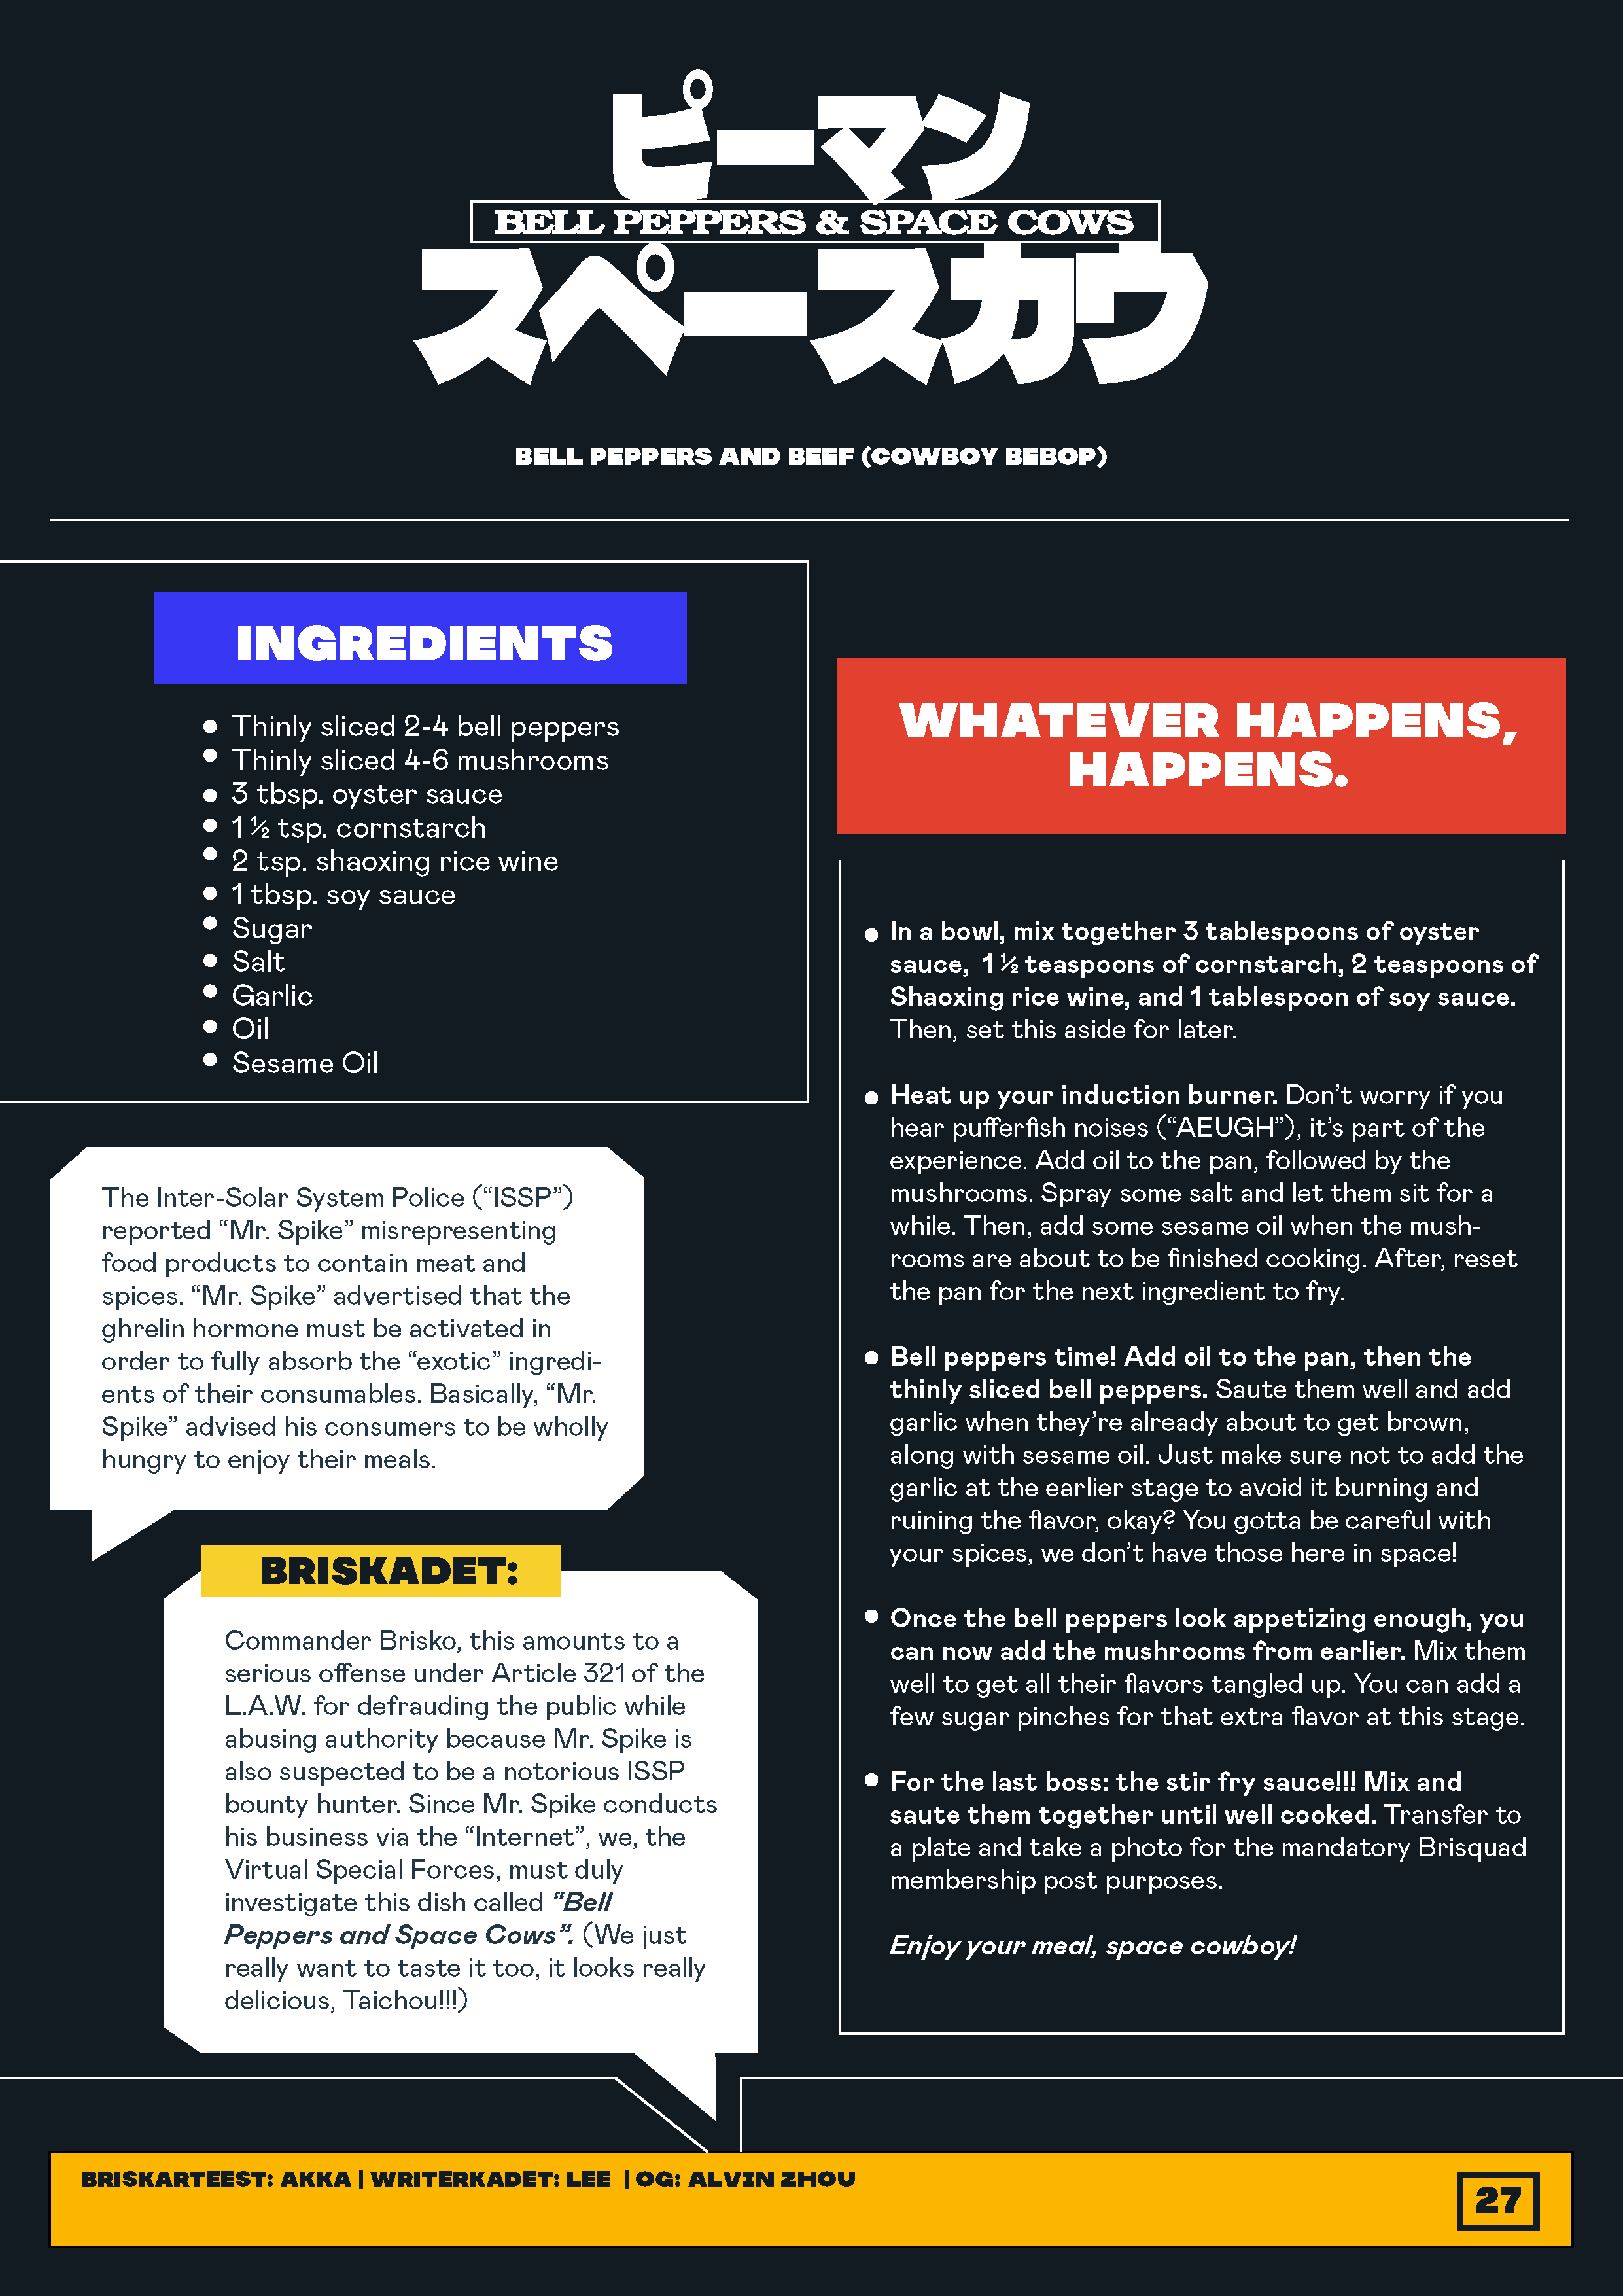 ピーマン
BELL PEPPERS & SPACE COWS
スペースカウ
BELL PEPPERS AND BEEF (COWBOY BEBOP)
INGREDIENTS
• Thinly sliced 2-4 bell peppers
• Thinly sliced 4-6 mushrooms
• 3 tbsp. oyster sauce
• 1 ½ tsp. cornstarch
• 2 tsp. shaoxing rice wine
• 1 tbsp. soy sauce
• Sugar
• Salt
• Garlic
• Oil
• Sesame Oil
The Inter-Solar System Police (“ISSP”)
reported “Mr. Spike” misrepresenting
food products to contain meat and
spices. “Mr. Spike” advertised that the
ghrelin hormone must be activated in
order to fully absorb the “exotic” ingredi-
ents of their consumables. Basically, “Mr.
Spike” advised his consumers to be wholly
hungry to enjoy their meals.
BRISKADET:
Commander Brisko, this amounts to a
serious offense under Article 321 of the
L.A.W. for defrauding the public while
abusing authority because Mr. Spike is
also suspected to be a notorious ISSP
bounty hunter. Since Mr. Spike conducts
his business via the “Internet”, we, the
Virtual Special Forces, must duly
investigate this dish called “Bell
Peppers and Space Cows”. (We just
really want to taste it too, it looks really
delicious, Taichou!!!)
WHATEVER HAPPENS,
HAPPENS.
• In a bowl, mix together 3 tablespoons of oyster
sauce, 1 ½ teaspoons of cornstarch, 2 teaspoons of
Shaoxing rice wine, and 1 tablespoon of soy sauce.
Then, set this aside for later.
• Heat up your induction burner. Don’t worry if you
hear pufferfish noises (“AEUGH”), it’s part of the
experience. Add oil to the pan, followed by the
mushrooms. Spray some salt and let them sit for a
while. Then, add some sesame oil when the mush-
rooms are about to be finished cooking. After, reset
the pan for the next ingredient to fry.
• Bell peppers time! Add oil to the pan, then the
thinly sliced bell peppers. Saute them well and add
garlic when they’re already about to get brown,
along with sesame oil. Just make sure not to add the
garlic at the earlier stage to avoid it burning and
ruining the flavor, okay? You gotta be careful with
your spices, we don’t have those here in space!
• Once the bell peppers look appetizing enough, you
can now add the mushrooms from earlier. Mix them
well to get all their flavors tangled up. You can add a
few sugar pinches for that extra flavor at this stage.
• For the last boss: the stir fry sauce!!! Mix and
saute them together until well cooked. Transfer to
a plate and take a photo for the mandatory Brisquad
membership post purposes.
Enjoy your meal, space cowboy!
BRISKARTEEST: AKKA | WRITERKADET: LEE | OG: ALVIN ZHOU
27